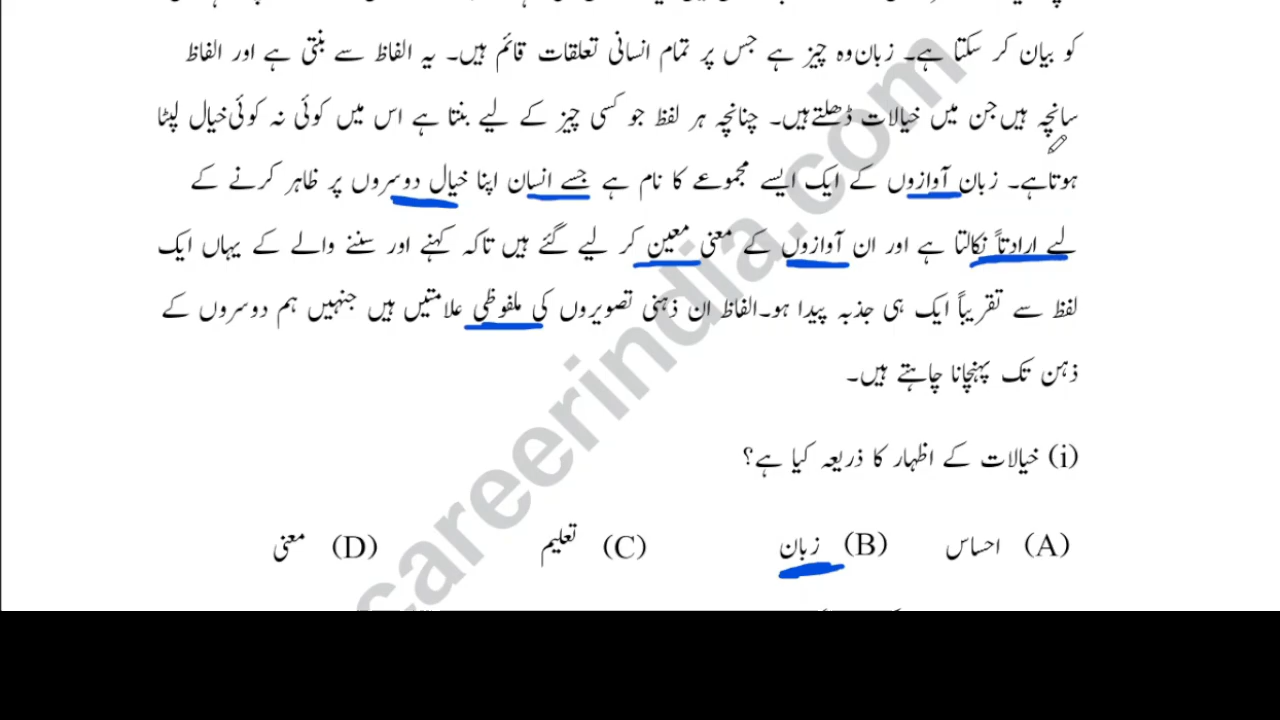 کو بیان کر سکتا ہے۔ زبان وہ چیز ہے جس پر تمام انسانی تعلقات قائم ہیں۔ یہ الفاظ سے بنتی ہے اور الفاظ
سانچہ ہیں جن میں خیالات ڈھلتے ہیں۔ چنانچہ ہر لفظ جو کسی چیز کے لیے بنتا ہے اس میں کوئی نہ کوئی خیال لپٹا
ہوتا ہے۔ زبان آوازوں کے ایک ایسے مجموعے کا نام ہے جسے انسان اپنا خیال دوسروں پر ظاہر کرنے کے
لیے ارادتاً نکالتا ہے اور ان آوازوں کے معنی معین کر لیے گئے ہیں تاکہ کہنے اور سننے والے کے یہاں ایک
لفظ سے تقریباً ایک ہی جذبہ پیدا ہو۔ الفاظ ان ذہنی تصویروں کی ملفوظی علامتیں ہیں جنہیں ہم دوسروں کے
ذہن تک پہنچانا چاہتے ہیں۔
(i) خیالات کے اظہار کا ذریعہ کیا ہے؟
(A) احساس (B) زبان (C) تعلیم (D) معنی
careerindia.com